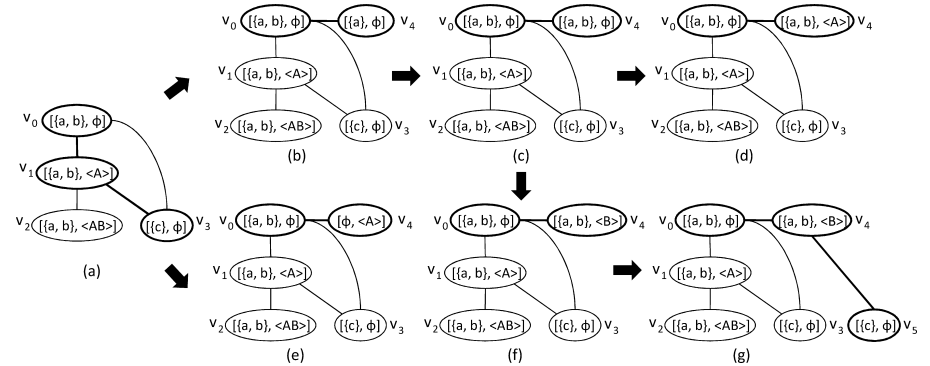 v0 [{a, b}, ϕ] [{a}, ϕ] v4
v1 [{a, b}, <A>]
v2 [{a, b}, <AB>] [{c}, ϕ] v3
(b)
v0 [{a, b}, ϕ] [{a, b}, ϕ] v4
v1 [{a, b}, <A>]
v2 [{a, b}, <AB>] [{c}, ϕ] v3
(c)
v0 [{a, b}, ϕ] [{a, b}, <A>] v4
v1 [{a, b}, <A>]
v2 [{a, b}, <AB>] [{c}, ϕ] v3
(d)
v0 [{a, b}, ϕ]
v1 [{a, b}, <A>]
v2 [{a, b}, <AB>] [{c}, ϕ] v3
(a)
v0 [{a, b}, ϕ] [ϕ, <A>] v4
v1 [{a, b}, <A>]
v2 [{a, b}, <AB>] [{c}, ϕ] v3
(e)
v0 [{a, b}, ϕ] [{a, b}, <B>] v4
v1 [{a, b}, <A>]
v2 [{a, b}, <AB>] [{c}, ϕ] v3
(f)
v0 [{a, b}, ϕ] [{a, b}, <B>] v4
v1 [{a, b}, <A>]
v2 [{a, b}, <AB>] [{c}, ϕ] v3 [{c}, ϕ] v5
(g)